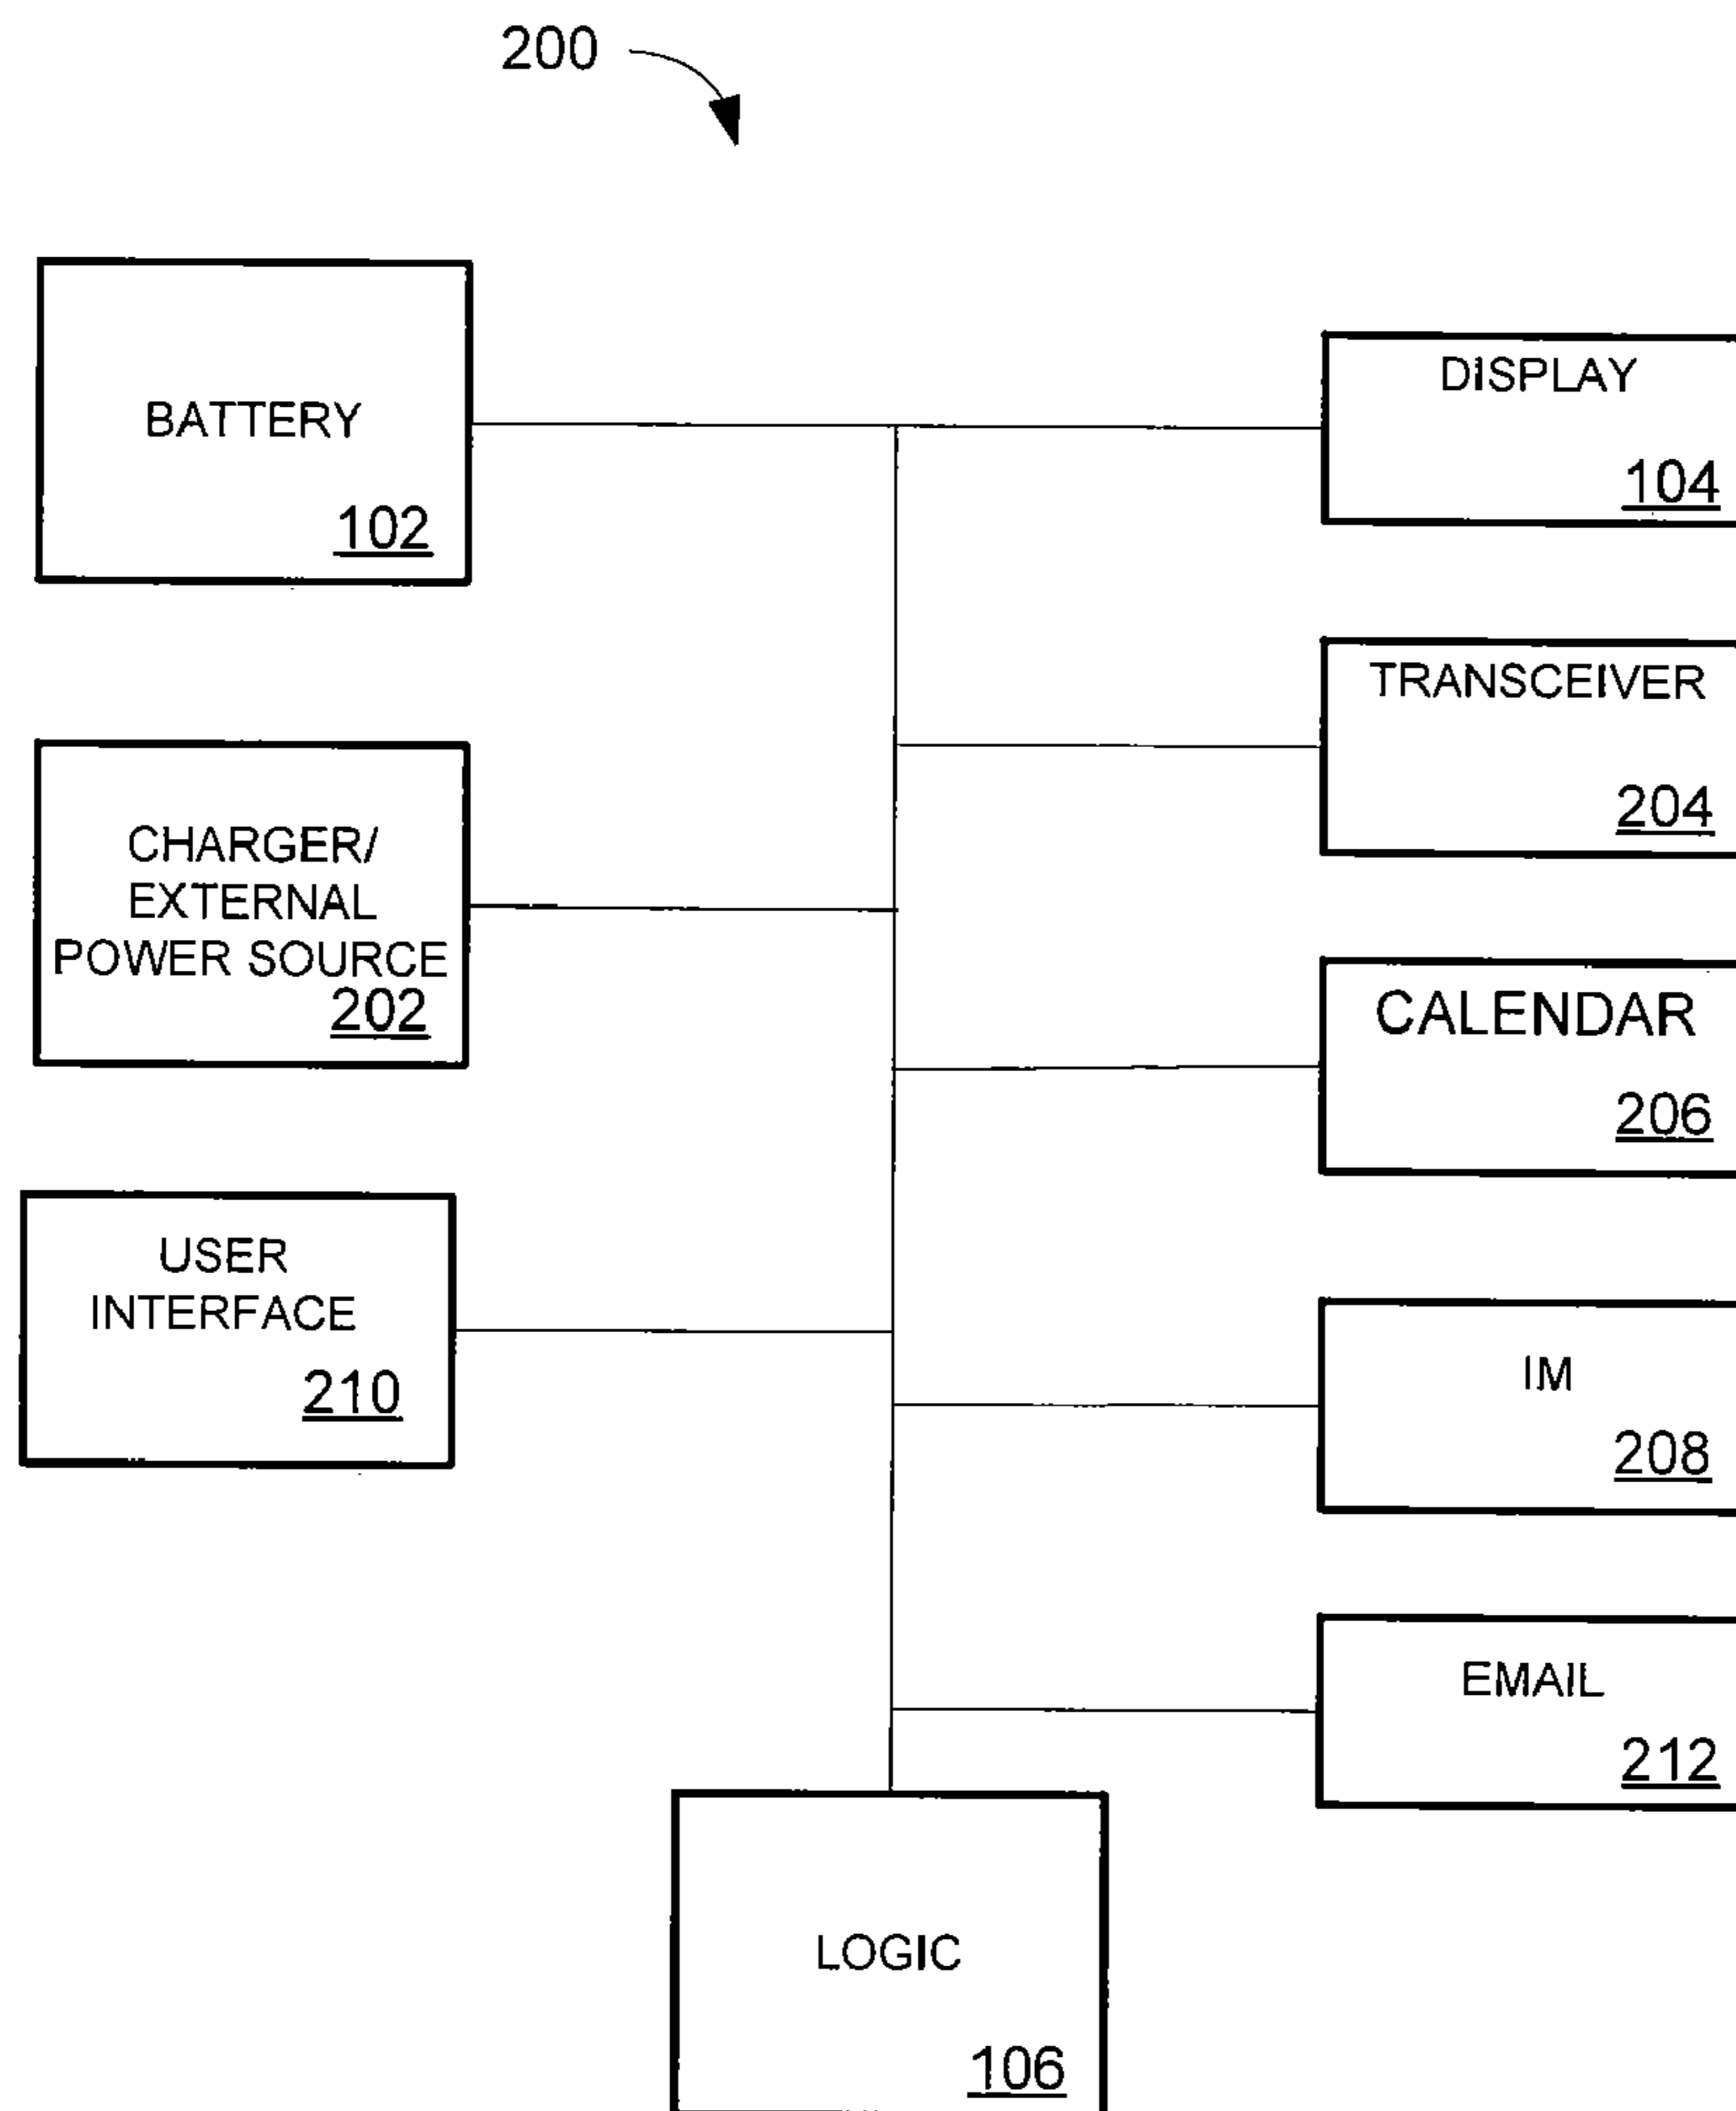 200
BATTERY
102
DISPLAY
104
TRANSCEIVER
204
CHARGER/
EXTERNAL
POWER SOURCE
202
CALENDAR
206
USER
INTERFACE
210
IM
208
EMAIL
212
LOGIC
106